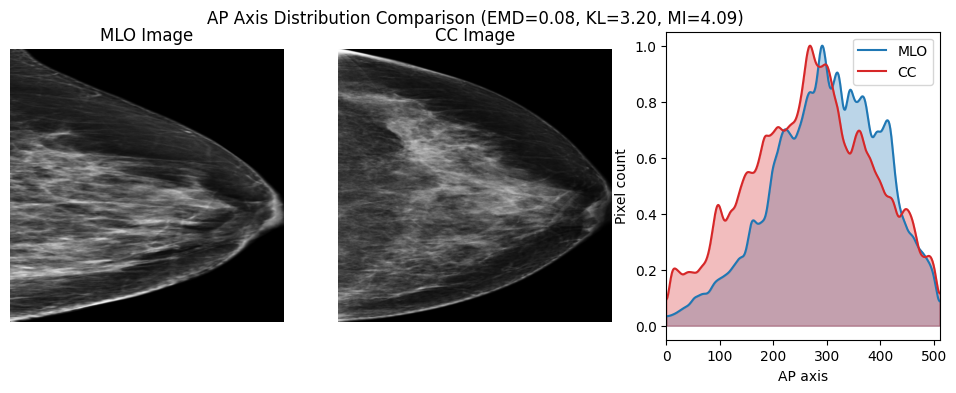 AP Axis Distribution Comparison (EMD=0.08, KL=3.20, MI=4.09)
MLO Image
CC Image
MLO
CC
Pixel count
1.0
0.8
0.6
0.4
0.2
0.0
0 100 200 300 400 500
AP axis